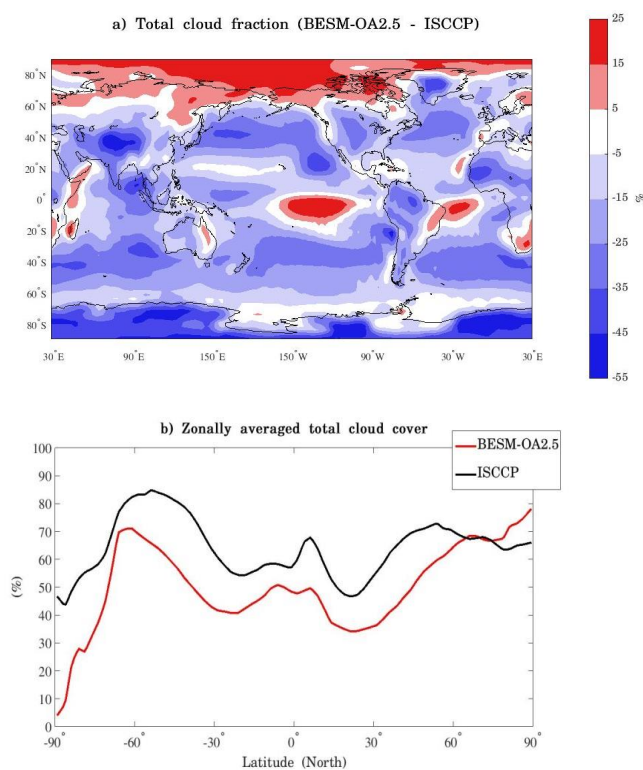 a) Total cloud fraction (BESM-OA2.5 - ISCCP)
80°N
60°N
40°N
20°N
0°
20°S
40°S
60°S
80°S
30°E 90°E 150°E 150°W 90°W 30°W 30°E
25
15
5
-5
-15
-25
-35
-45
-55
%
b) Zonally averaged total cloud cover
BESM-OA2.5
ISCCP
100
90
80
70
60
50
40
30
20
10
0
(%)
-90° -60° -30° 0° 30° 60° 90°
Latitude (North)